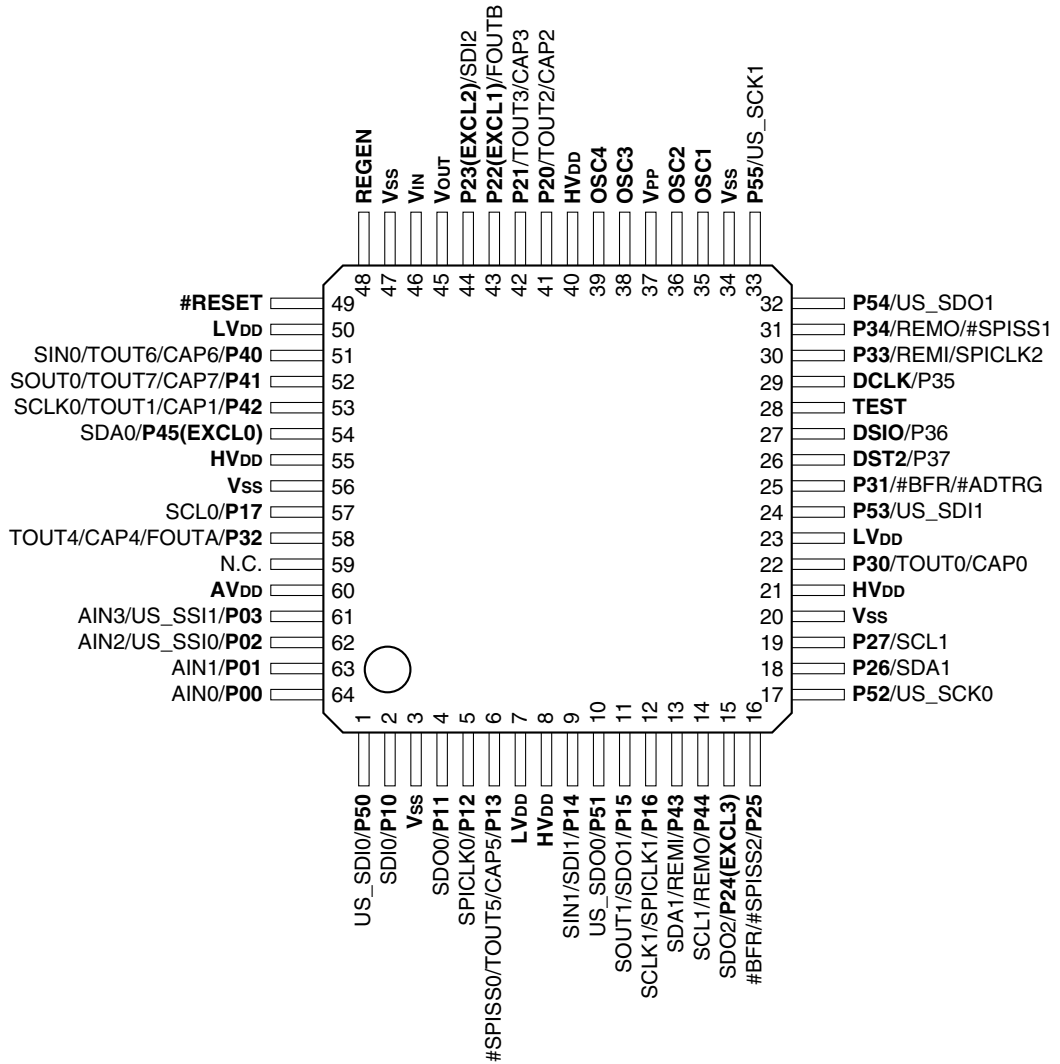 REGEN
VSS
VIN
VOUT
P23(EXCL2)/SDI2
P22(EXCL1)/FOUTB
P21/TOUT3/CAP3
P20/TOUT2/CAP2
HVDD
OSC4
OSC3
VPP
OSC2
OSC1
VSS
P55/US_SCK1
48
47
46
45
44
43
42
41
40
39
38
37
36
35
34
33
#RESET 49
LVDD 50
SIN0/TOUT6/CAP6/P40 51
SOUT0/TOUT7/CAP7/P41 52
SCLK0/TOUT1/CAP1/P42 53
SDA0/P45(EXCL0) 54
HVDD 55
VSS 56
SCL0/P17 57
TOUT4/CAP4/FOUTA/P32 58
N.C. 59
AVDD 60
AIN3/US_SSI1/P03 61
AIN2/US_SSI0/P02 62
AIN1/P01 63
AIN0/P00 64
32 P54/US_SDO1
31 P34/REMO/#SPISS1
30 P33/REMI/SPICLK2
29 DCLK/P35
28 TEST
27 DSIO/P36
26 DST2/P37
25 P31/#BFR/#ADTRG
24 P53/US_SDI1
23 LVDD
22 P30/TOUT0/CAP0
21 HVDD
20 VSS
19 P27/SCL1
18 P26/SDA1
17 P52/US_SCK0
1
2
3
4
5
6
7
8
9
10
11
12
13
14
15
16
US_SDI0/P50
SDI0/P10
VSS
SDO0/P11
SPICLK0/P12
#SPISS0/TOUT5/CAP5/P13
LVDD
HVDD
SIN1/SDI1/P14
US_SDO0/P51
SOUT1/SDO1/P15
SCLK1/SPICLK1/P16
SDA1/REMI/P43
SCL1/REMO/P44
SDO2/P24(EXCL3)
#BFR/#SPISS2/P25